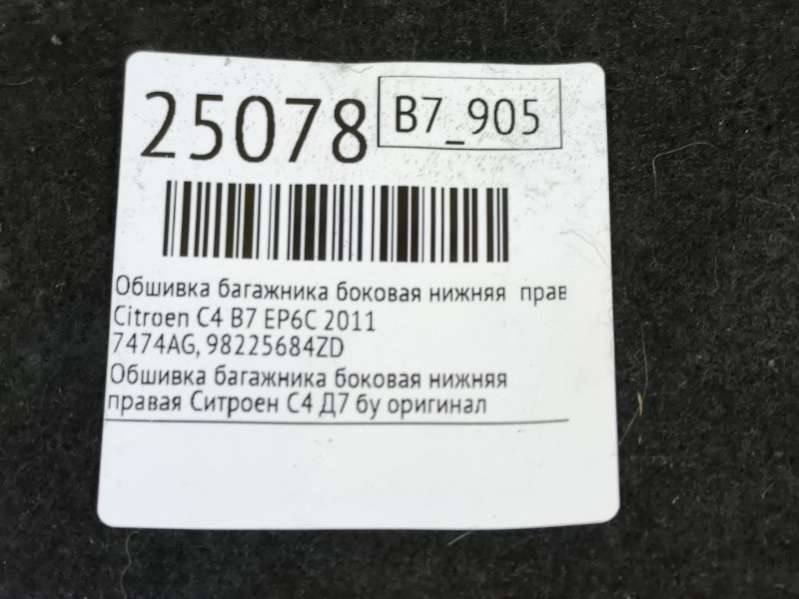 25078
B7_905
Обшивка багажника боковая нижняя прав
Citroen C4 B7 EP6C 2011
7474AG, 98225684ZD
Обшивка багажника боковая нижняя
правая Ситроен С4 Д7 бу оригинал